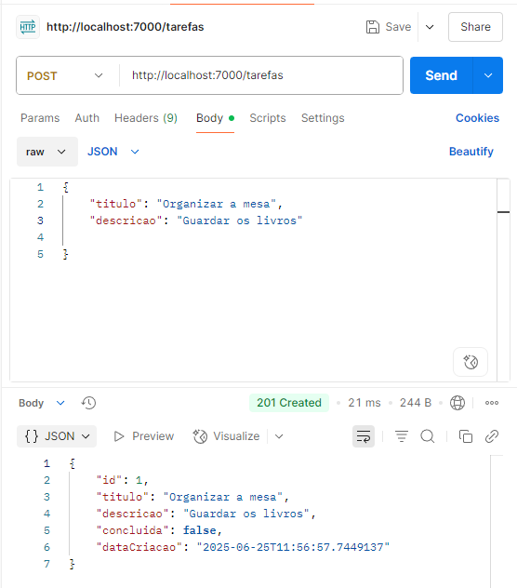 HTTP http://localhost:7000/tarefas Save Share
POST http://localhost:7000/tarefas Send
Params Auth Headers (9) Body Scripts Settings Cookies
raw JSON Beautify
1 {
2 "titulo": "Organizar a mesa",
3 "descricao": "Guardar os livros"
4
5 }
Body 201 Created • 21 ms • 244 B
{} JSON Preview Visualize
1 {
2 "id": 1,
3 "titulo": "Organizar a mesa",
4 "descricao": "Guardar os livros",
5 "concluida": false,
6 "dataCriacao": "2025-06-25T11:56:57.7449137"
7 }